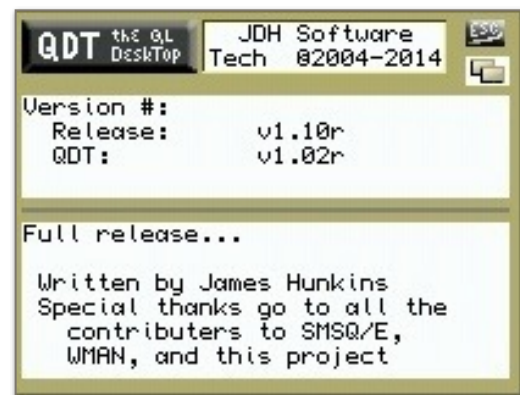 QDT the QL
DeskTop
JDH Software
Tech @2004-2014
ESC
Version #:
Release: v1.10r
QDT: v1.02r
Full release...
Written by James Hunkins
Special thanks go to all the
contributers to SMSQ/E,
WMAN, and this project